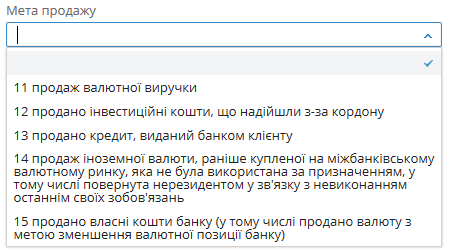 Мета продажу
11 продаж валютної виручки
12 продано інвестиційні кошти, що надійшли з-за кордону
13 продано кредит, виданий банком клієнту
14 продаж іноземної валюти, раніше купленої на міжбанківському
валютному ринку, яка не була використана за призначенням, у
тому числі повернута нерезидентом у зв'язку з невиконанням
останнім своїх зобов'язань
15 продано власні кошти банку (у тому числі продано валюту з
метою зменшення валютної позиції банку)